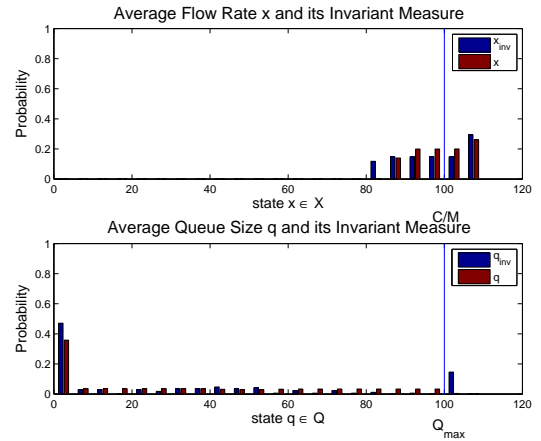 Average Flow Rate x and its Invariant Measure
1
0.8
0.6
0.4
0.2
0
Probability
x_inv
x
0 20 40 60 80 100 120
state x ∈ X
C/M
Average Queue Size q and its Invariant Measure
1
0.8
0.6
0.4
0.2
0
Probability
q_inv
q
0 20 40 60 80 100 120
state q ∈ Q
Q_max